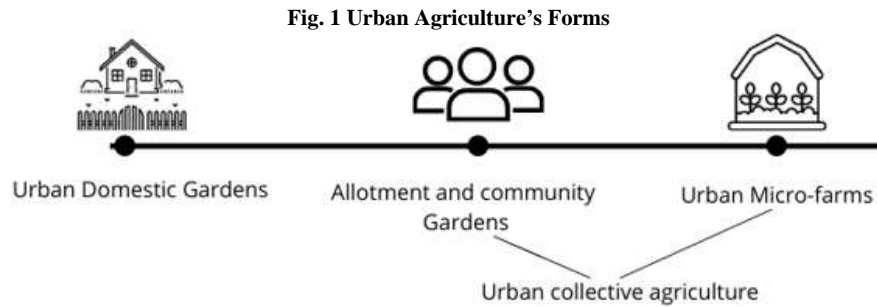 Fig. 1 Urban Agriculture’s Forms
Urban Domestic Gardens
Allotment and community
Gardens
Urban Micro-farms
Urban collective agriculture